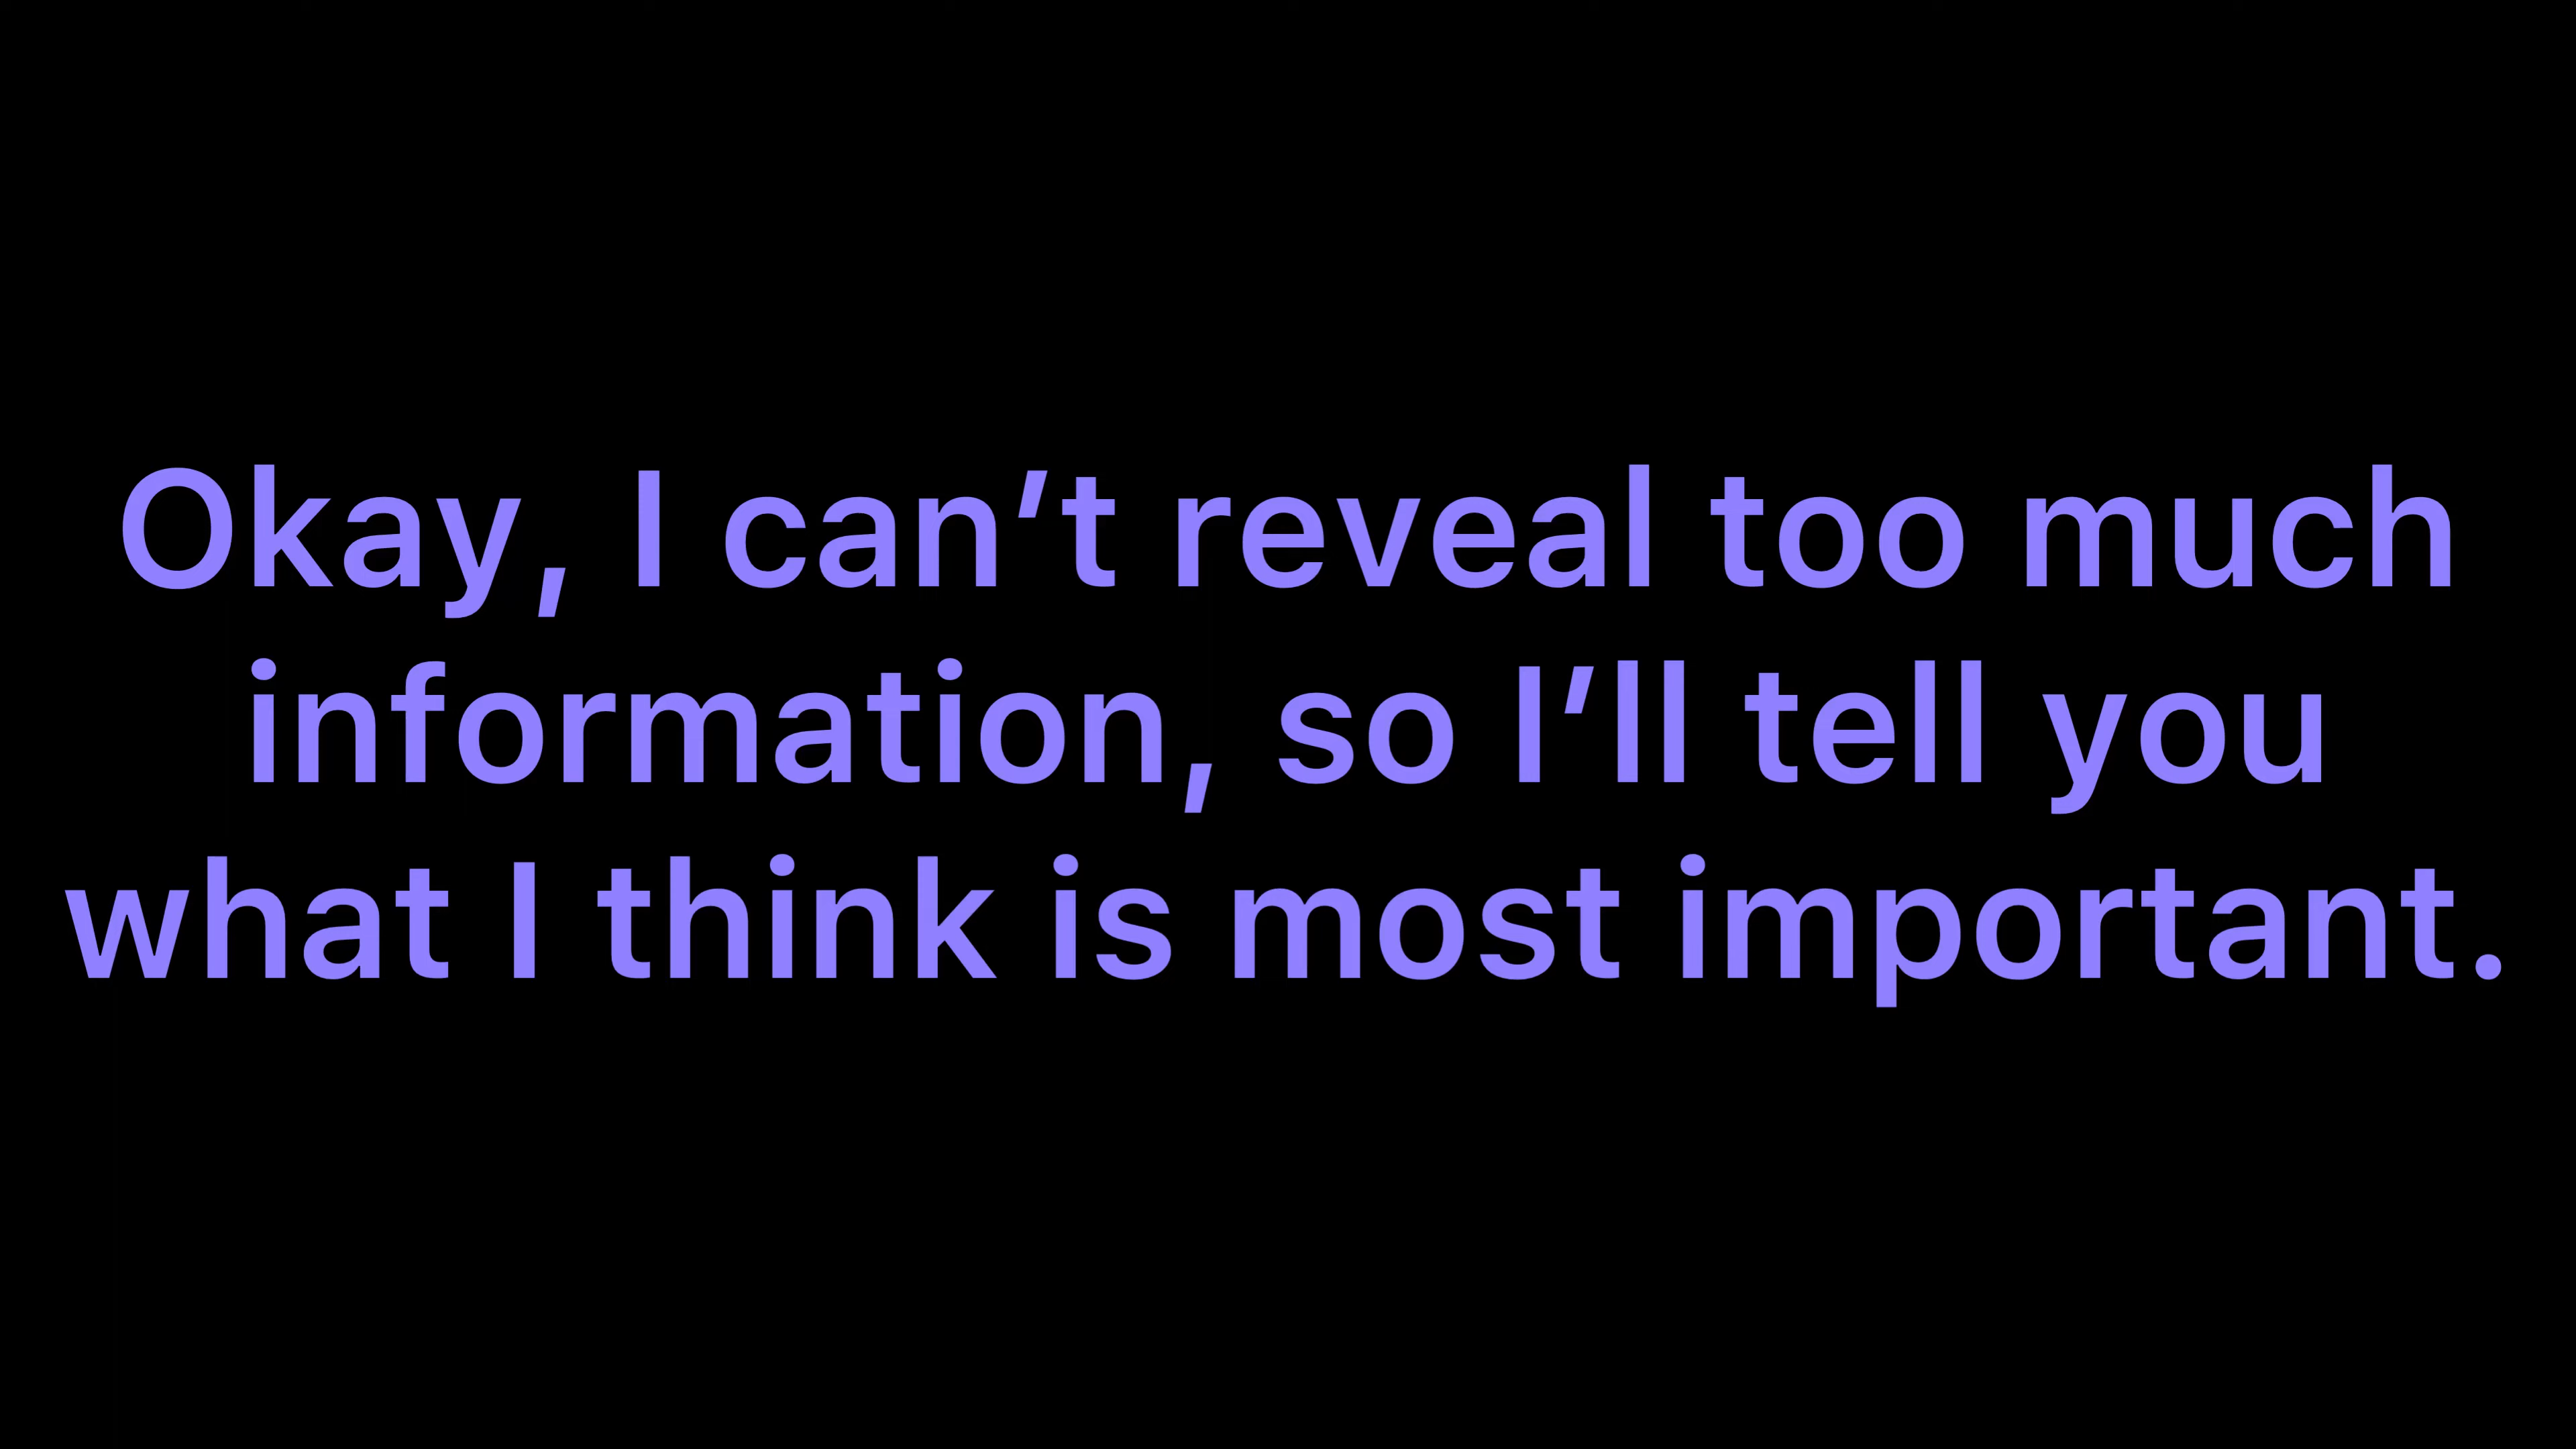 Okay, I can’t reveal too much
information, so I’ll tell you
what I think is most important.